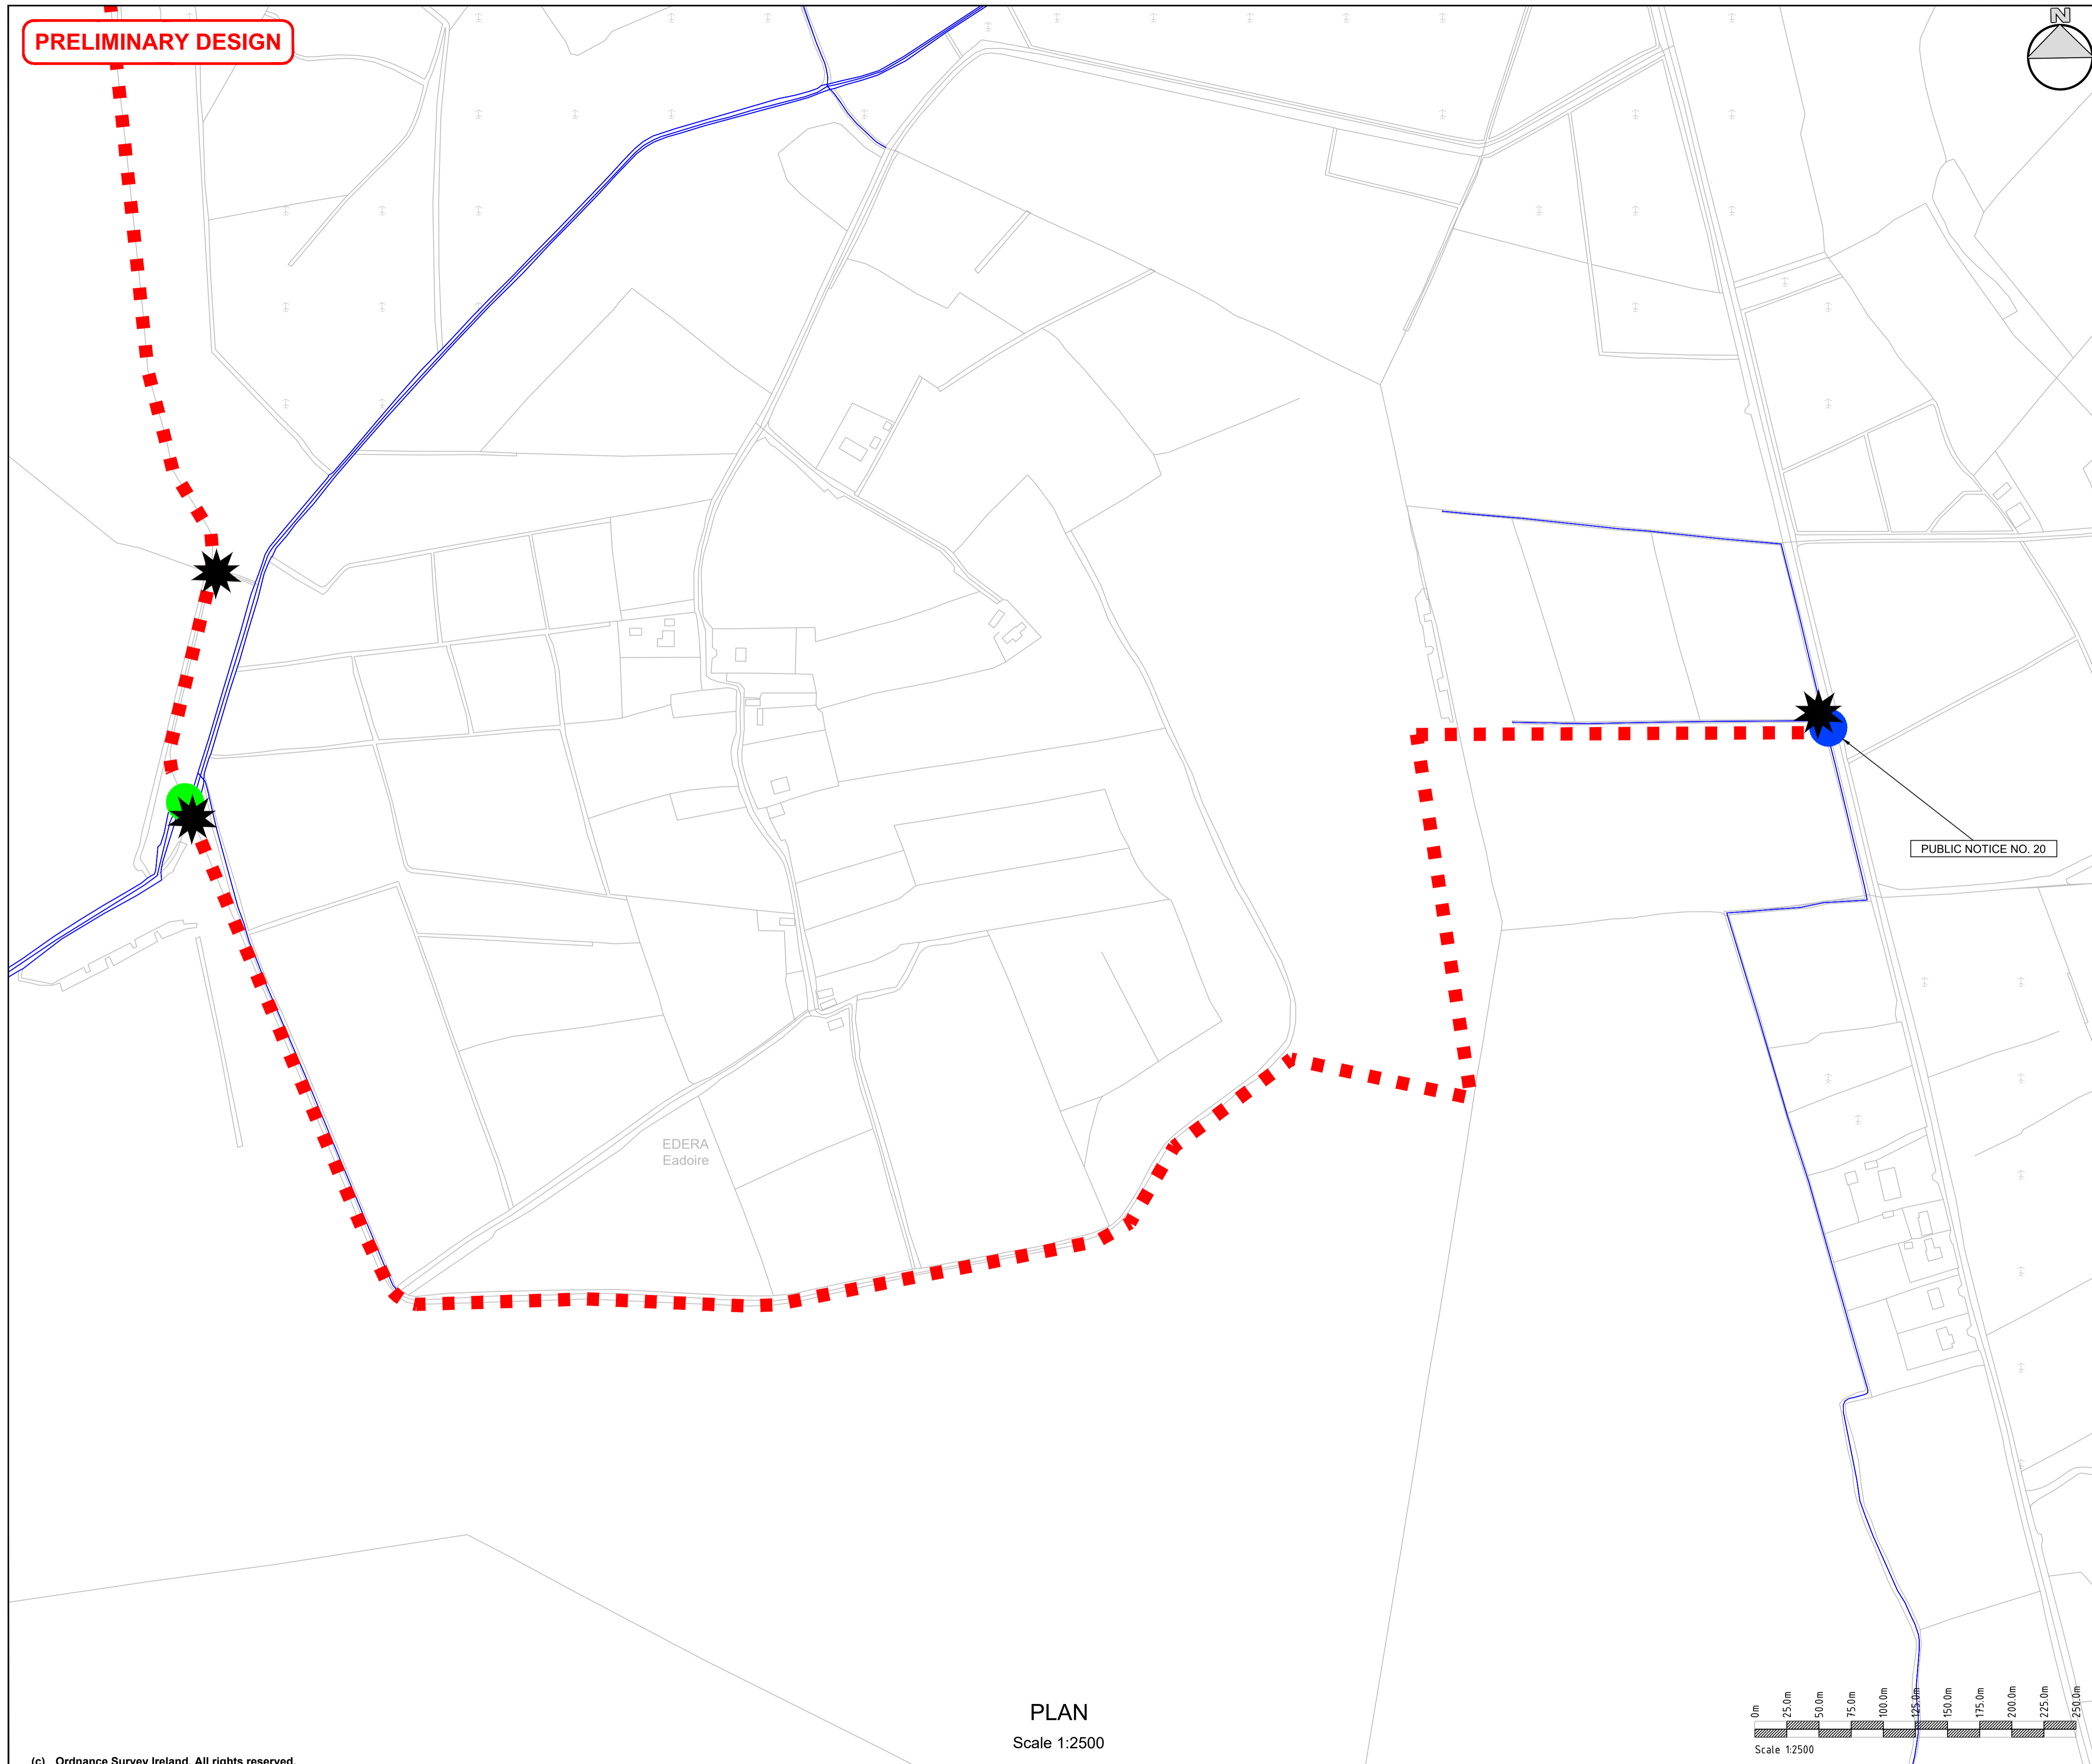 PRELIMINARY DESIGN
N
PUBLIC NOTICE NO. 20
EDERA
Eadoire
PLAN
Scale 1:2500
0m
25.0m
50.0m
75.0m
100.0m
125.0m
150.0m
175.0m
200.0m
225.0m
250.0m
Scale 1:2500
(c) Ordnance Survey Ireland. All rights reserved.